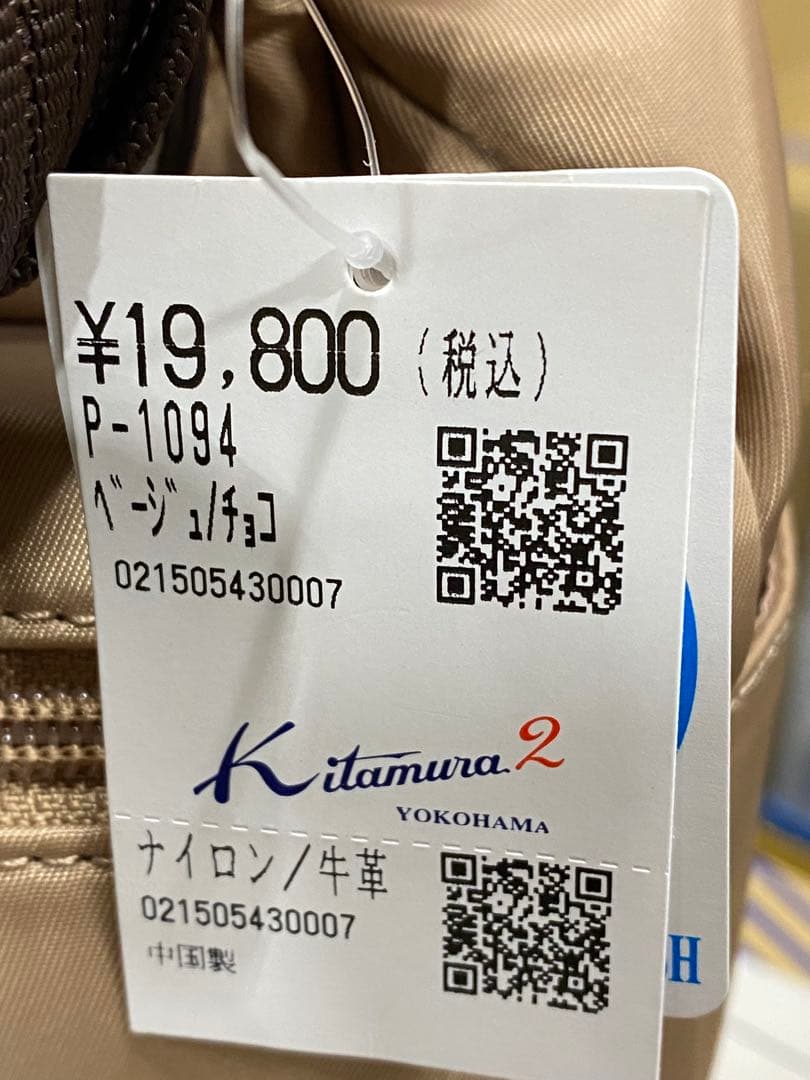 ¥19,800(税込)
P-1094
ベージュ/チョコ
021505430007
Kitamura2
YOKOHAMA
ナイロン/牛革
021505430007
中国製
H